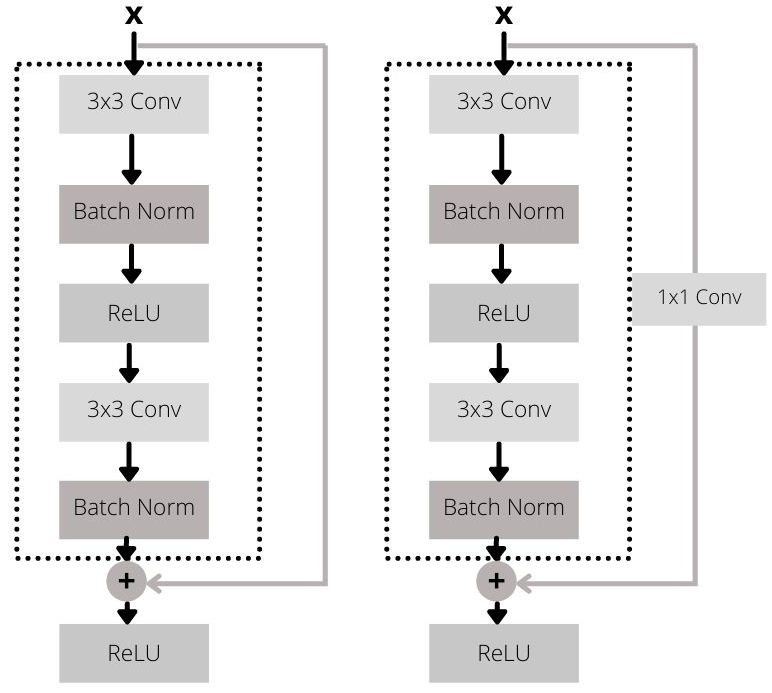 x
3x3 Conv
Batch Norm
ReLU
3x3 Conv
Batch Norm
+
ReLU
x
3x3 Conv
Batch Norm
ReLU
1x1 Conv
3x3 Conv
Batch Norm
+
ReLU